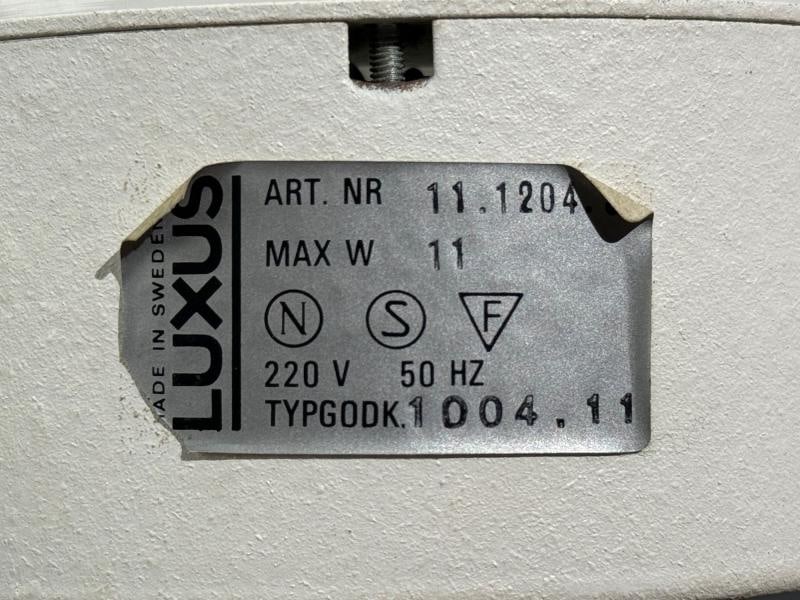 MADE IN SWEDEN
LUXUS
ART. NR 11.1204.
MAX W 11
N S F
220 V 50 HZ
TYPGODK. 1004.11